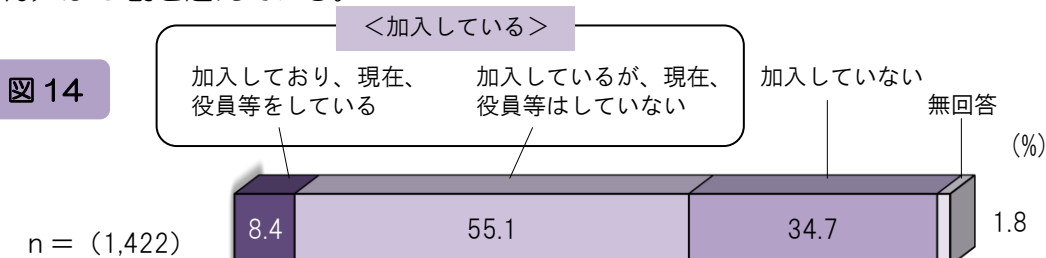 <加入している>
図 14
加入しており、現在、
役員等をしている
加入しているが、現在、
役員等はしていない
加入していない
無回答
(%)
n＝ (1,422)
8.4
55.1
34.7
1.8